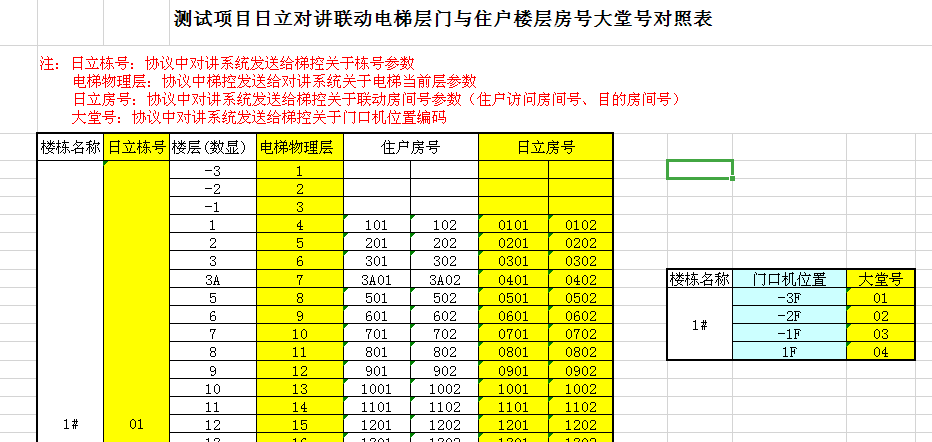 测试项目日立对讲联动电梯层门与住户楼层房号大堂号对照表
注：日立栋号：协议中对讲系统发送给梯控关于栋号参数
电梯物理层：协议中梯控发送给对讲系统关于电梯当前层参数
日立房号：协议中对讲系统发送给梯控关于联动房间号参数（住户访问房间号、目的房间号）
大堂号：协议中对讲系统发送给梯控关于门口机位置编码
楼栋名称 日立栋号 楼层(数显) 电梯物理层 住户房号 日立房号
-3 1
-2 2
-1 3
1 4 101 102 0101 0102
2 5 201 202 0201 0202
3 6 301 302 0301 0302
3A 7 3A01 3A02 0401 0402
5 8 501 502 0501 0502
6 9 601 602 0601 0602
7 10 701 702 0701 0702
8 11 801 802 0801 0802
9 12 901 902 0901 0902
10 13 1001 1002 1001 1002
11 14 1101 1102 1101 1102
1# 01 12 15 1201 1202 1201 1202
楼栋名称 门口机位置 大堂号
-3F 01
-2F 02
1#
-1F 03
1F 04